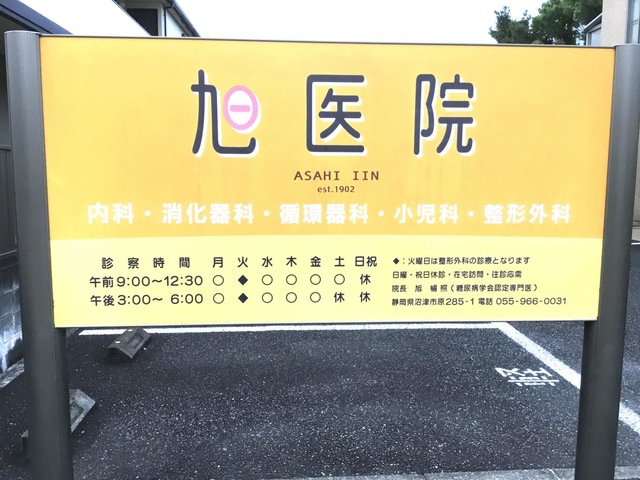 旭医院
ASAHI IIN
est.1902
内科・消化器科・循環器科・小児科・整形外科
診察時間 月 火 水 木 金 土 日祝
午前 9:00〜12:30 ○ ◆ ○ ○ ○ ○ 休
午後 3:00〜 6:00 ○ ◆ ○ ○ ○ 休 休
◆:火曜日は整形外科の診療となります
日曜・祝日休診・在宅訪問・往診応需
院長 旭 暢照(糖尿病学会認定専門医)
静岡県沼津市原285-1 電話 055-966-0031